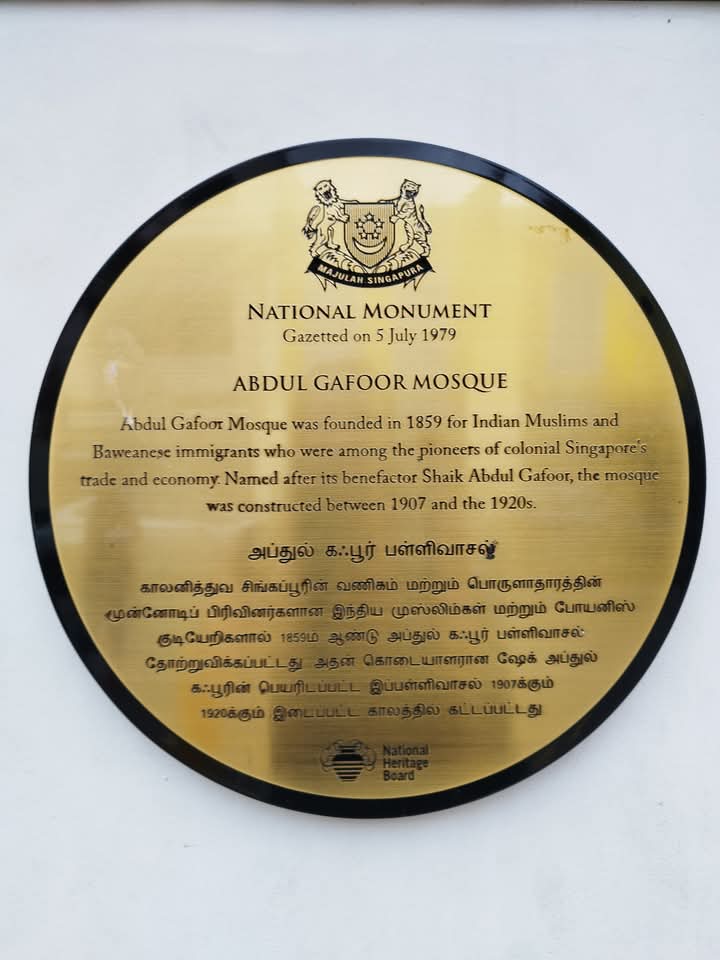 MAJULAH SINGAPURA
NATIONAL MONUMENT
Gazetted on 5 July 1979
ABDUL GAFOOR MOSQUE
Abdul Gafoor Mosque was founded in 1859 for Indian Muslims and
Baweanese immigrants who were among the pioneers of colonial Singapore's
trade and economy. Named after its benefactor Shaik Abdul Gafoor, the mosque
was constructed between 1907 and the 1920s.
அப்துல் கஃபூர் பள்ளிவாசல்
காலனித்துவ சிங்கப்பூரின் வணிகம் மற்றும் பொருளாதாரத்தின்
முன்னோடிப் பிரிவினர்களான இந்திய முஸ்லிம்கள் மற்றும் போயனிஸ்
குடியேறிகளால் 1859ம் ஆண்டு அப்துல் கஃபூர் பள்ளிவாசல்
தோற்றுவிக்கப்பட்டது. அதன் கொடையாளரான ஷேக் அப்துல்
கஃபூரின் பெயரிடப்பட்ட இப்பள்ளிவாசல் 1907க்கும்
1920க்கும் இடைப்பட்ட காலத்தில் கட்டப்பட்டது
National
Heritage
Board